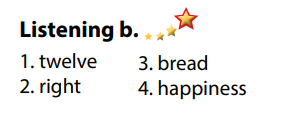 Listening b.
1. twelve
2. right
3. bread
4. happiness